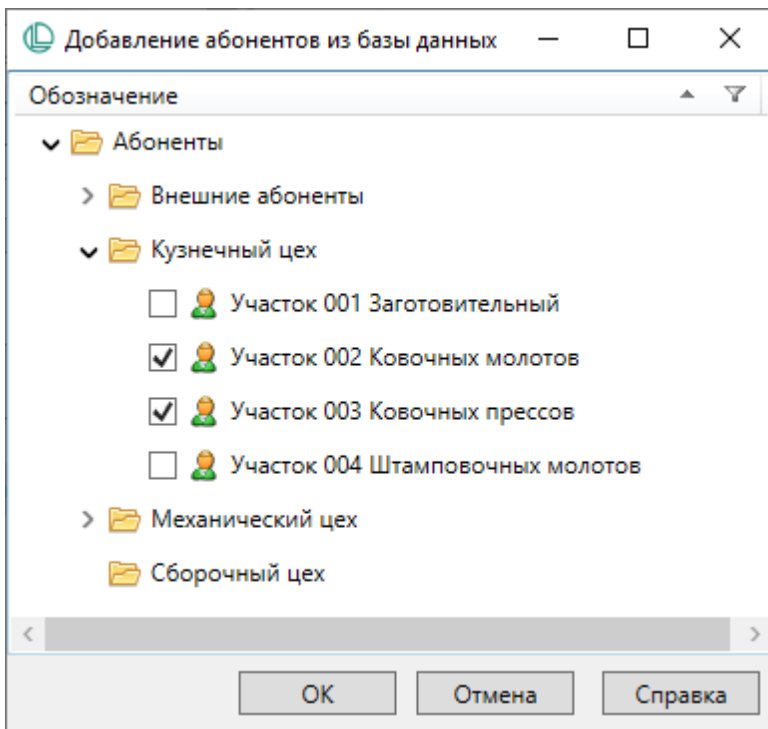 Добавление абонентов из базы данных
Обозначение
Абоненты
Внешние абоненты
Кузнечный цех
Участок 001 Заготовительный
Участок 002 Ковочных молотов
Участок 003 Ковочных прессов
Участок 004 Штамповочных молотов
Механический цех
Сборочный цех
ОК Отмена Справка